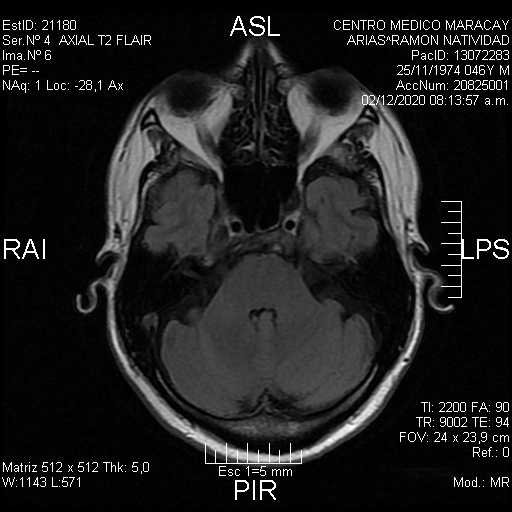 EstID: 21180
Ser.Nº 4 AXIAL T2 FLAIR
Ima.Nº 6
PE= --
NAq: 1 Loc: -28,1 Ax
ASL
CENTRO MEDICO MARACAY
ARIAS^RAMON NATIVIDAD
PacID: 13072283
25/11/1974 046Y M
AccNum: 20825001
02/12/2020 08:13:57 a.m.
RAI
LPS
Matriz 512 x 512 Thk: 5,0
W:1143 L:571
Esc 1=5 mm
PIR
TI: 2200 FA: 90
TR: 9002 TE: 94
FOV: 24 x 23,9 cm
Ref.: 0
Mod.: MR